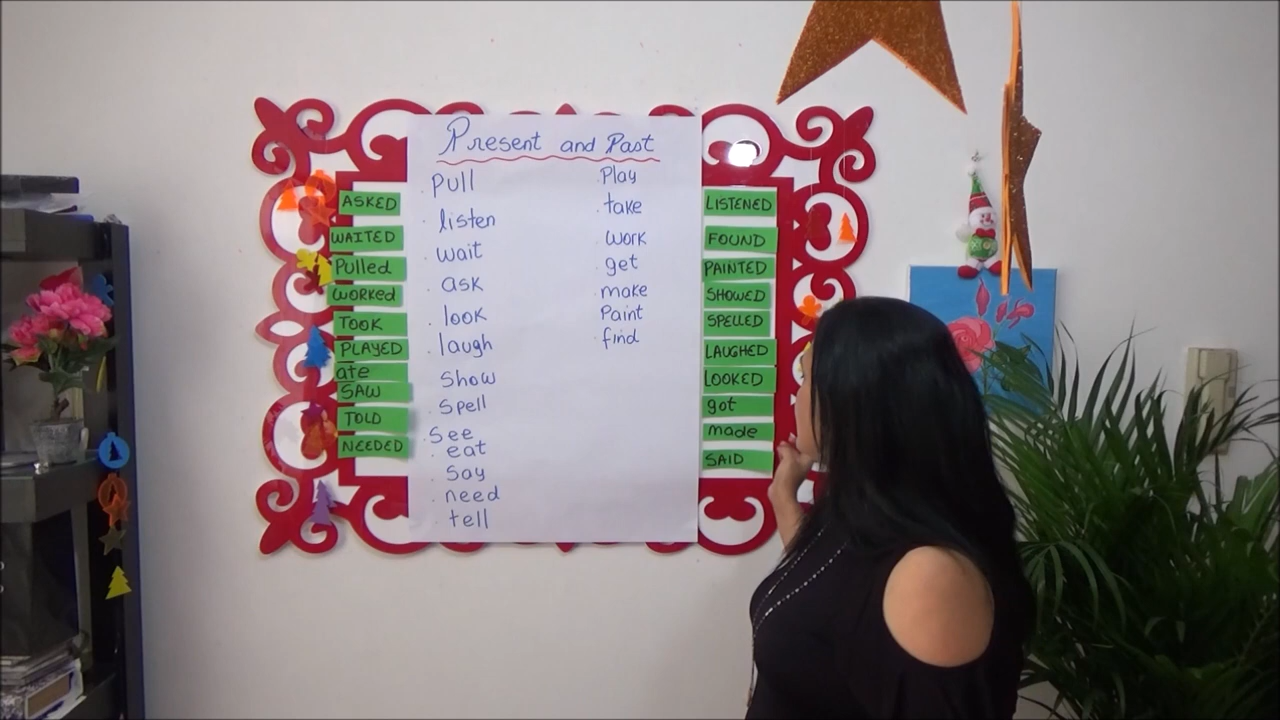 Present and Past
Pull
listen
wait
ask
look
laugh
Show
Spell
See
eat
Say
need
tell
Play
take
work
get
make
Paint
find
ASKED
WAITED
Pulled
worked
TOOK
PLAYED
ate
SAW
TOLD
NEEDED
LISTENED
FOUND
PAINTED
SHOWED
SPELLED
LAUGHED
LOOKED
got
made
SAID